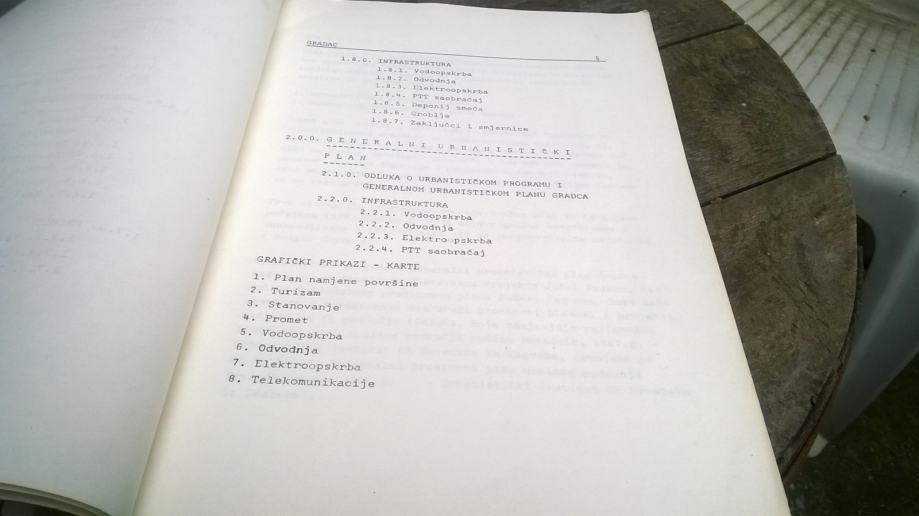 GRADAC 5
1.8.0. INFRASTRUKTURA
1.8.1. Vodoopskrba
1.8.2. Odvodnja
1.8.3. Elektroopskrba
1.8.4. PTT saobraćaj
1.8.5. Deponij smeća
1.8.6. Groblje
1.8.7. Zaključci i smjernice
2.0.0. G E N E R A L N I U R B A N I S T I Č K I
P L A N
2.1.0. ODLUKA O URBANISTIČKOM PROGRAMU I
GENERALNOM URBANISTIČKOM PLANU GRADCA
2.2.0. INFRASTRUKTURA
2.2.1. Vodoopskrba
2.2.2. Odvodnja
2.2.3. Elektroopskrba
2.2.4. PTT saobraćaj
GRAFIČKI PRIKAZI - KARTE
1. Plan namjene površine
2. Turizam
3. Stanovanje
4. Promet
5. Vodoopskrba
6. Odvodnja
7. Elektroopskrba
8. Telekomunikacije